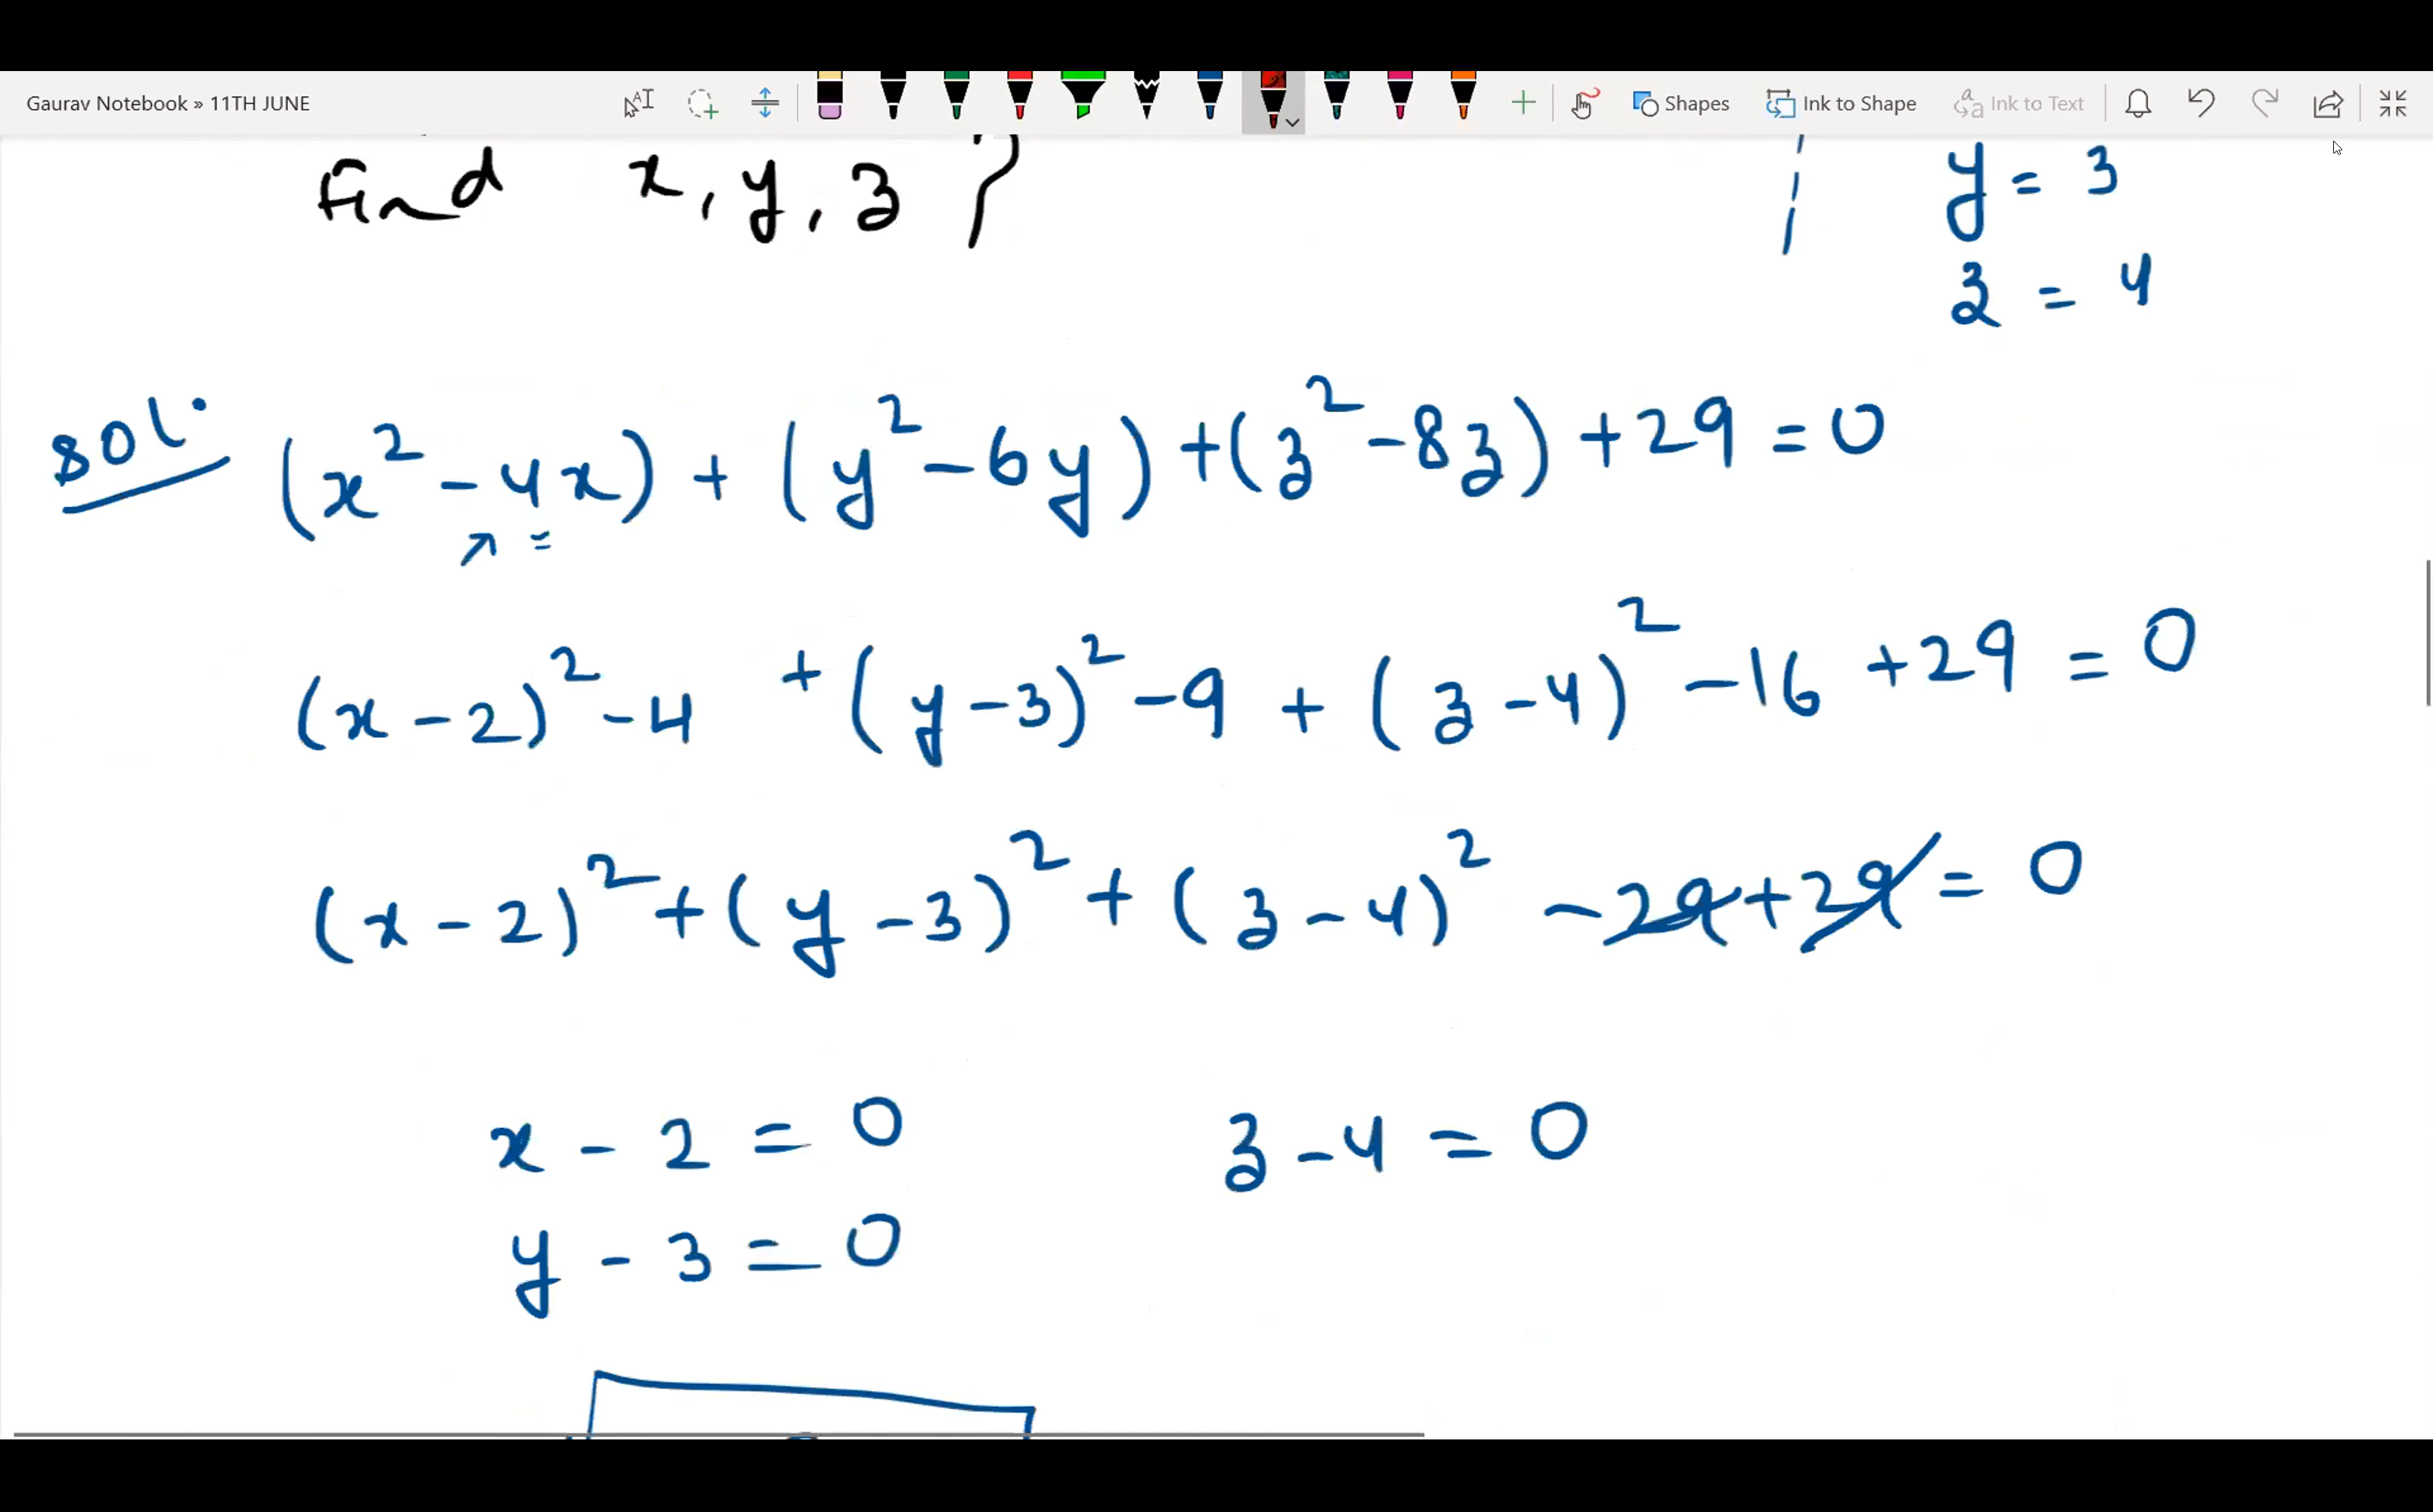 Gaurav Notebook » 11TH JUNE
Shapes
Ink to Shape
Ink to Text
Find x, y, z ?
y = 3
z = 4
Sol. (x² - 4x) + (y² - 6y) + (z² - 8z) + 29 = 0
(x - 2)² - 4 + (y - 3)² - 9 + (z - 4)² - 16 + 29 = 0
(x - 2)² + (y - 3)² + (z - 4)² - 29 + 29 = 0
x - 2 = 0
z - 4 = 0
y - 3 = 0